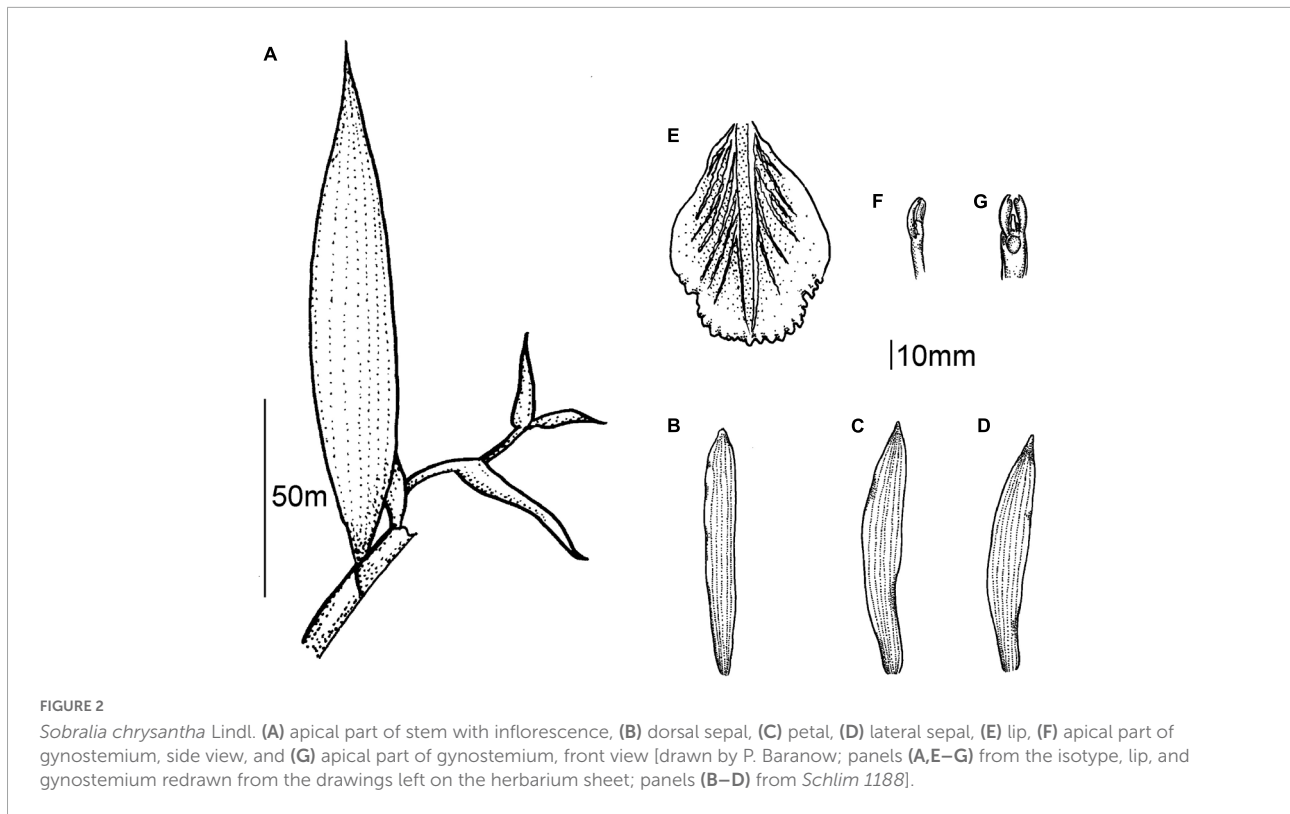 A
E
F
G
10mm
50m
B
C
D
FIGURE 2
Sobralia chrysantha Lindl. (A) apical part of stem with inflorescence, (B) dorsal sepal, (C) petal, (D) lateral sepal, (E) lip, (F) apical part of
gynostemium, side view, and (G) apical part of gynostemium, front view [drawn by P. Baranow; panels (A,E–G) from the isotype, lip, and
gynostemium redrawn from the drawings left on the herbarium sheet; panels (B–D) from Schlim 1188].